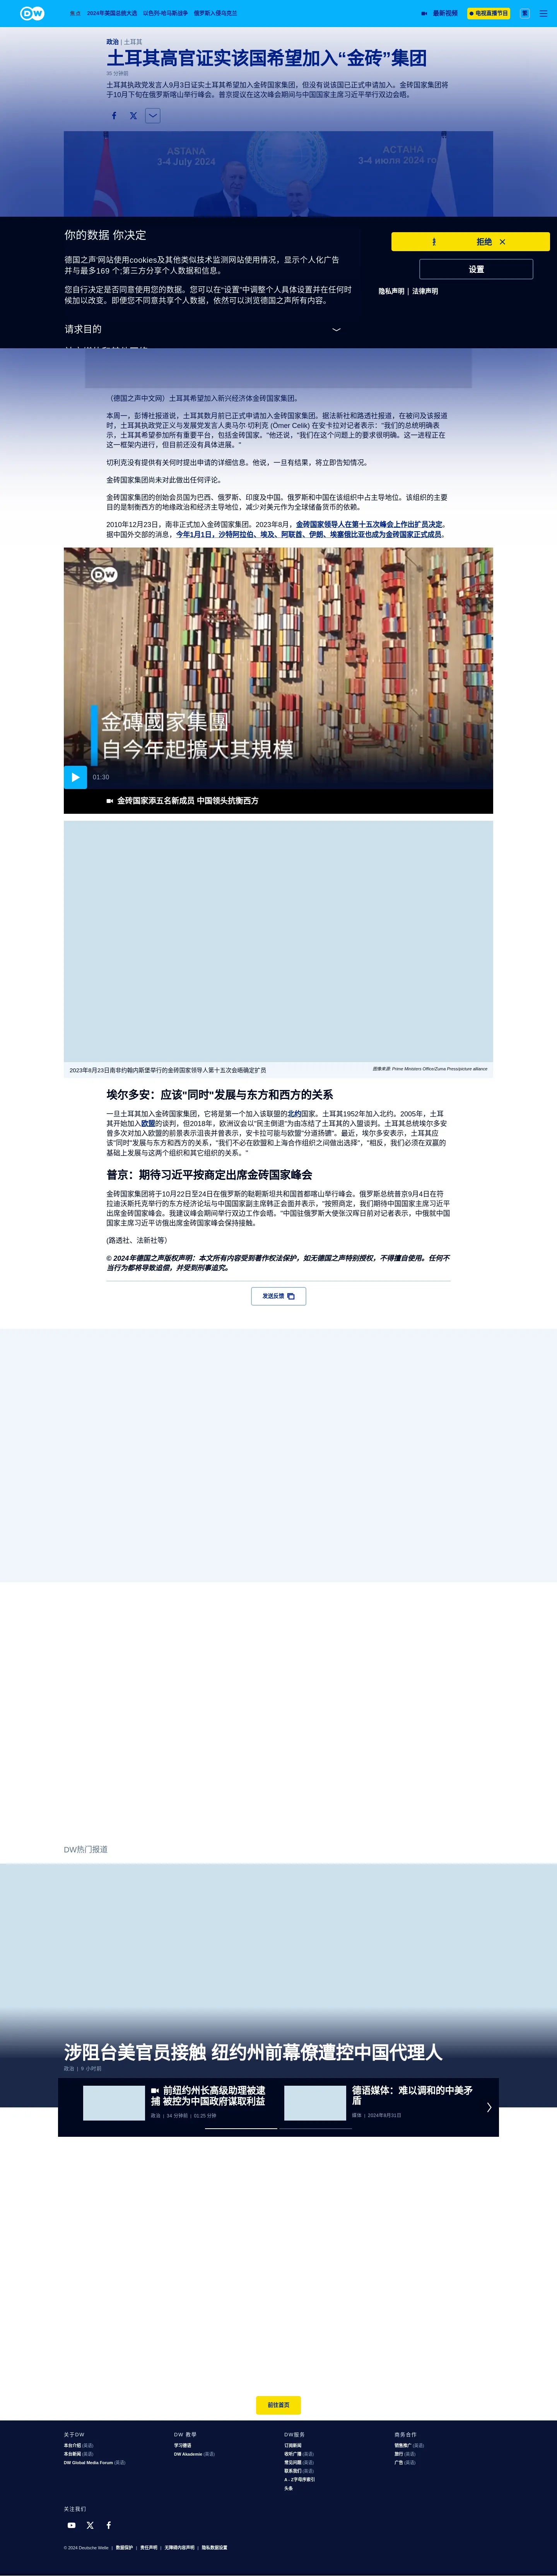 DW
焦点 2024年美国总统大选 以色列-哈马斯战争 俄罗斯入侵乌克兰
最新视频
电视直播节目
繁
政治 | 土耳其
土耳其高官证实该国希望加入“金砖”集团
35 分钟前
土耳其执政党发言人9月3日证实土耳其希望加入金砖国家集团，但没有说该国已正式申请加入。金砖国家集团将
于10月下旬在俄罗斯喀山举行峰会。普京提议在这次峰会期间与中国国家主席习近平举行双边会晤。
ASTANA
3-4 July 2024
АСТАНА
3-4 июля 2024 го
你的数据 你决定
德国之声'网站使用cookies及其他类似技术监测网站使用情况，显示个人化广告
并与最多169 个;第三方分享个人数据和信息。
您自行决定是否同意使用您的数据。您可以在"设置"中调整个人具体设置并在任何时
候加以改变。即便您不同意共享个人数据，依然可以浏览德国之声所有内容。
拒绝
设置
隐私声明 | 法律声明
请求目的
（德国之声中文网）土耳其希望加入新兴经济体金砖国家集团。
本周一，彭博社报道说，土耳其数月前已正式申请加入金砖国家集团。据法新社和路透社报道，在被问及该报道
时，土耳其执政党正义与发展党发言人奥马尔·切利克 (Ömer Celik) 在安卡拉对记者表示："我们的总统明确表
示，土耳其希望参加所有重要平台，包括金砖国家。"他还说，"我们在这个问题上的要求很明确。这一进程正在
这一框架内进行，但目前还没有具体进展。"
切利克没有提供有关何时提出申请的详细信息。他说，一旦有结果，将立即告知情况。
金砖国家集团尚未对此做出任何评论。
金砖国家集团的创始会员国为巴西、俄罗斯、印度及中国。俄罗斯和中国在该组织中占主导地位。该组织的主要
目的是制衡西方的地缘政治和经济主导地位，减少对美元作为全球储备货币的依赖。
2010年12月23日，南非正式加入金砖国家集团。2023年8月，金砖国家领导人在第十五次峰会上作出扩员决定。
据中国外交部的消息，今年1月1日，沙特阿拉伯、埃及、阿联酋、伊朗、埃塞俄比亚也成为金砖国家正式成员。
DW
金磚國家集團
自今年起擴大其規模
01:30
金砖国家添五名新成员 中国领头抗衡西方
2023年8月23日南非约翰内斯堡举行的金砖国家领导人第十五次会晤确定扩员
图像来源: Prime Ministers Office/Zuma Press/picture alliance
埃尔多安：应该"同时"发展与东方和西方的关系
一旦土耳其加入金砖国家集团，它将是第一个加入该联盟的北约国家。土耳其1952年加入北约。2005年，土耳
其开始加入欧盟的谈判，但2018年，欧洲议会以"民主倒退"为由冻结了土耳其的入盟谈判。土耳其总统埃尔多安
曾多次对加入欧盟的前景表示沮丧并曾表示，安卡拉可能与欧盟"分道扬镳"。最近，埃尔多安表示，土耳其应
该"同时"发展与东方和西方的关系，"我们不必在欧盟和上海合作组织之间做出选择"，"相反，我们必须在双赢的
基础上发展与这两个组织和其它组织的关系。"
普京：期待习近平按商定出席金砖国家峰会
金砖国家集团将于10月22日至24日在俄罗斯的鞑靼斯坦共和国首都喀山举行峰会。俄罗斯总统普京9月4日在符
拉迪沃斯托克举行的东方经济论坛与中国国家副主席韩正会面并表示，"按照商定，我们期待中国国家主席习近平
出席金砖国家峰会。我建议峰会期间举行双边工作会晤。"中国驻俄罗斯大使张汉晖日前对记者表示，中俄就中国
国家主席习近平访俄出席金砖国家峰会保持接触。
(路透社、法新社等）
© 2024年德国之声版权声明：本文所有内容受到著作权法保护，如无德国之声特别授权，不得擅自使用。任何不
当行为都将导致追偿，并受到刑事追究。
发送反馈
DW热门报道
涉阻台美官员接触 纽约州前幕僚遭控中国代理人
政治 | 9 小时前
前纽约州长高级助理被逮
捕 被控为中国政府谋取利益
政治 | 34 分钟前 | 01:25 分钟
德语媒体：难以调和的中美矛
盾
媒体 | 2024年8月31日
前往首页
关于DW
本台介绍 (英语)
本台新闻 (英语)
DW Global Media Forum (英语)
DW 教學
学习德语
DW Akademie (英语)
DW服务
订阅新闻
收听广播 (英语)
常见问题 (英语)
联系我们 (英语)
A - Z字母序索引
头条
商务合作
销售推广 (英语)
旅行 (英语)
广告 (英语)
关注我们
© 2024 Deutsche Welle | 数据保护 | 责任声明 | 无障碍内容声明 | 隐私数据设置